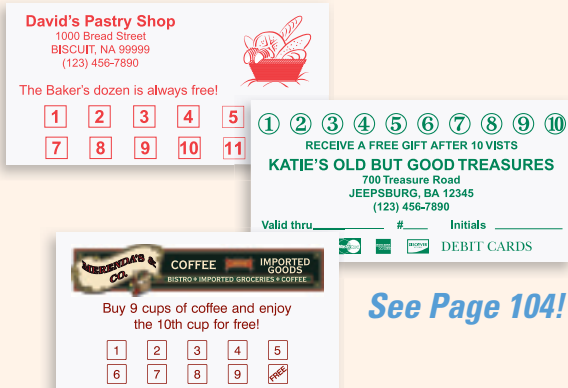 David's Pastry Shop
1000 Bread Street
BISCUIT, NA 99999
(123) 456-7890
The Baker's dozen is always free!
1 2 3 4 5
7 8 9 10 11
1 2 3 4 5 6 7 8 9 10
RECEIVE A FREE GIFT AFTER 10 VISTS
KATIE'S OLD BUT GOOD TREASURES
700 Treasure Road
JEEPSBURG, BA 12345
(123) 456-7890
Valid thru________ #__ Initials ________
DISCOVER DEBIT CARDS
MERENDA'S & CO.
COFFEE IMPORTED GOODS
BISTRO • IMPORTED GROCERIES • COFFEE
Buy 9 cups of coffee and enjoy
the 10th cup for free!
1 2 3 4 5
6 7 8 9 FREE
See Page 104!